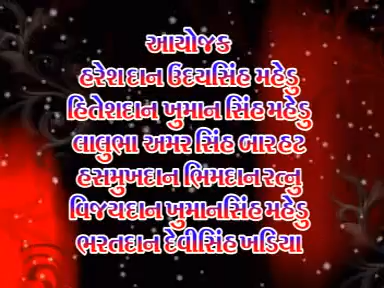 આયોજક
હરેશદાન ઉદયસિંહ મહેડુ
હિતેશદાન ખુમાન સિંહ મહેડુ
લાલુભા અમર સિંહ બારહટ
હસમુખદાન ભિમદાન રત્નુ
વિજયદાન ખુમાનસિંહ મહેડુ
ભરતદાન દેવીસિંહ ખડિયા